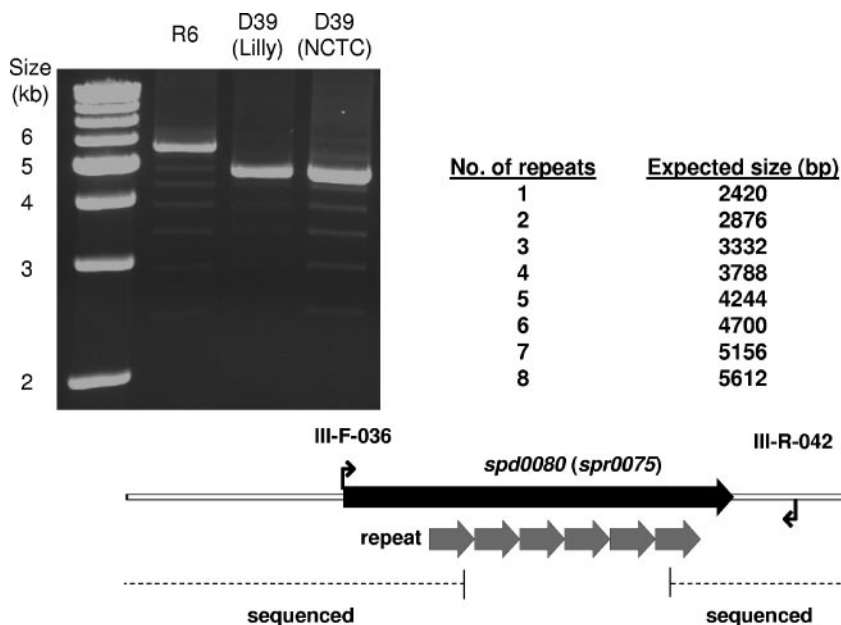 R6
D39
(Lilly)
D39
(NCTC)
Size
(kb)
6
5
4
3
2
No. of repeats Expected size (bp)
1 2420
2 2876
3 3332
4 3788
5 4244
6 4700
7 5156
8 5612
III-F-036
spd0080 (spr0075)
III-R-042
repeat
sequenced
sequenced